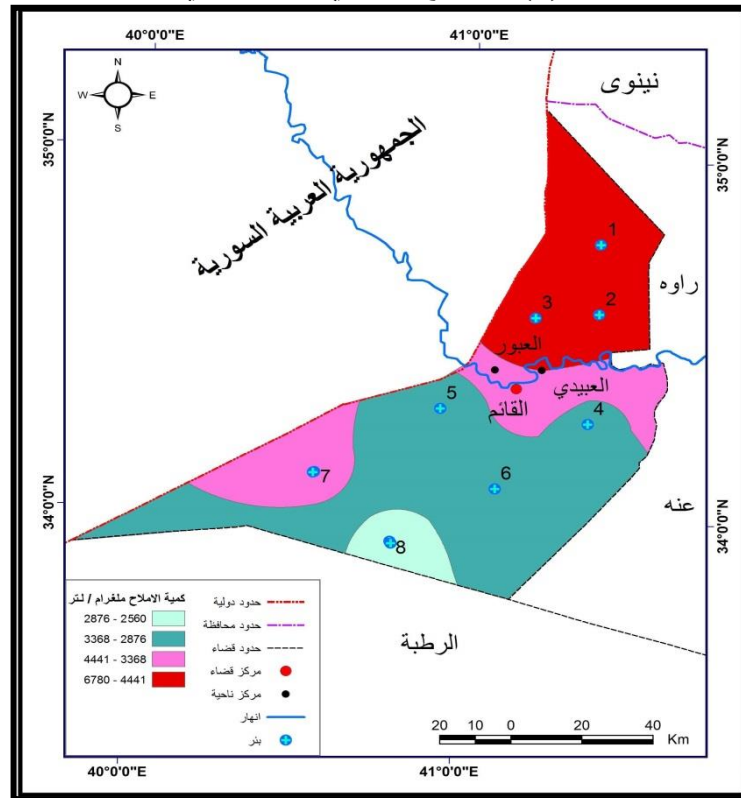 40°0'0"E
41°0'0"E
N
W
E
S
نينوى
35°0'0"N
35°0'0"N
الجمهورية العربية السورية
1
راوه
3
2
العبور
العبيدي
القائم
5
4
7
6
عنه
34°0'0"N
34°0'0"N
8
الرطبة
كمية الاملاح ملغرام / لتر
2876 - 2560
3368 - 2876
4441 - 3368
6780 - 4441
حدود دولية
حدود محافظة
حدود قضاء
مركز قضاء
مركز ناحية
انهار
بئر
20 10 0 20 40
Km
40°0'0"E
41°0'0"E